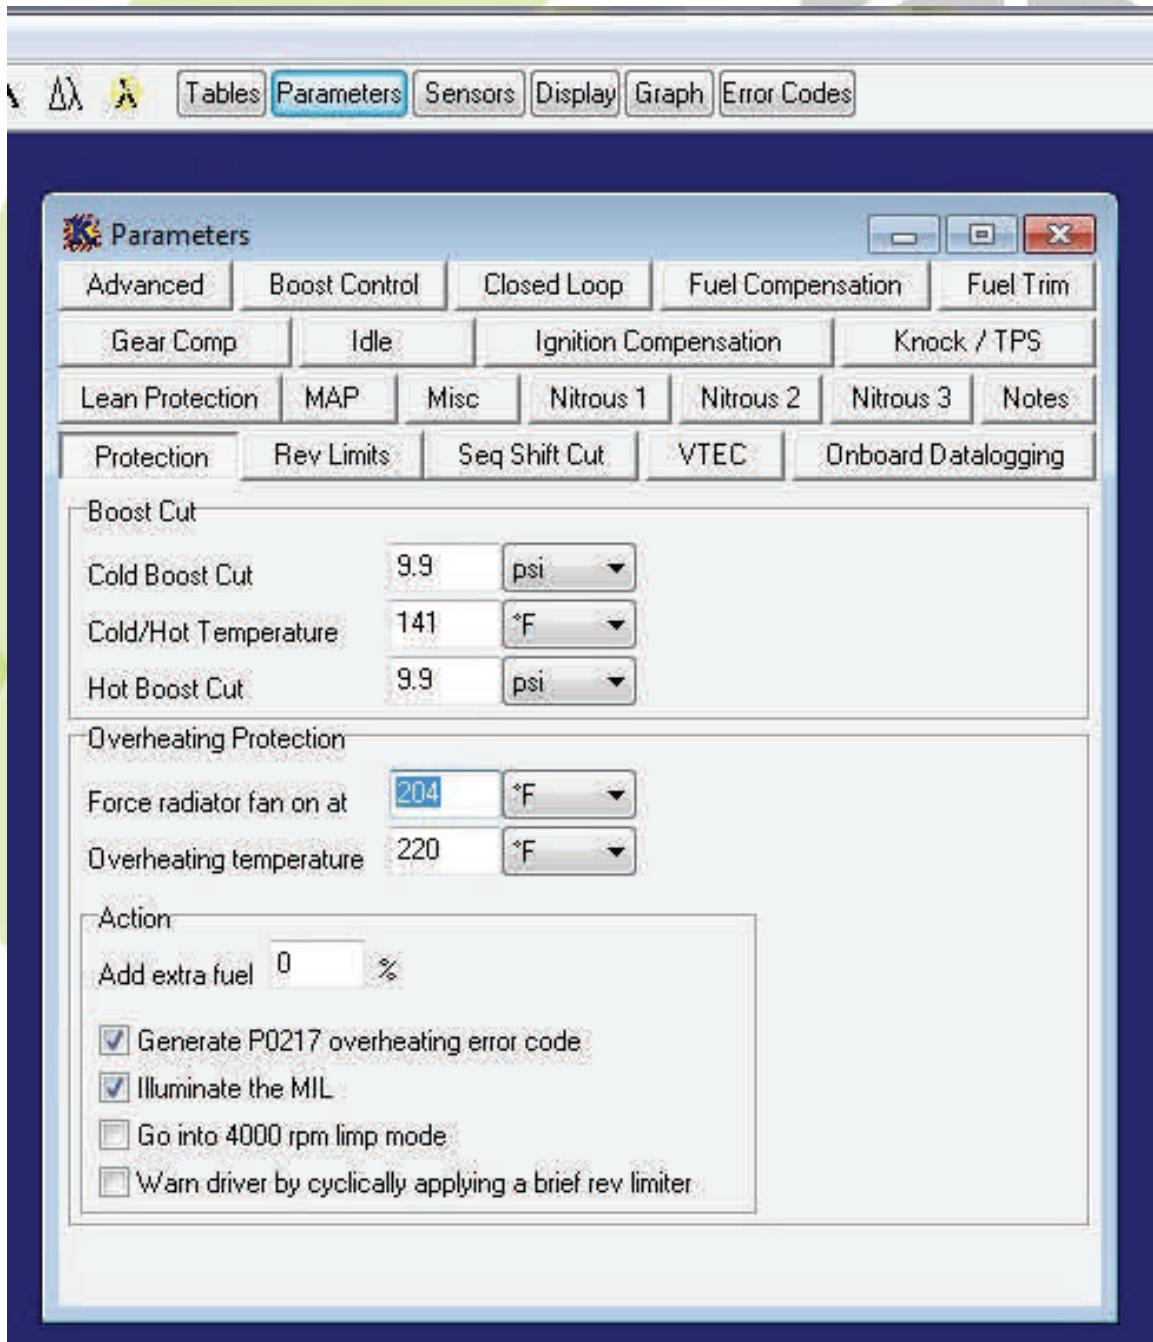 Δλ λ Tables Parameters Sensors Display Graph Error Codes
Parameters
Advanced Boost Control Closed Loop Fuel Compensation Fuel Trim
Gear Comp Idle Ignition Compensation Knock / TPS
Lean Protection MAP Misc Nitrous 1 Nitrous 2 Nitrous 3 Notes
Protection Rev Limits Seq Shift Cut VTEC Onboard Datalogging
Boost Cut
Cold Boost Cut 9.9 psi
Cold/Hot Temperature 141 °F
Hot Boost Cut 9.9 psi
Overheating Protection
Force radiator fan on at 204 °F
Overheating temperature 220 °F
Action
Add extra fuel 0 %
Generate P0217 overheating error code
Illuminate the MIL
Go into 4000 rpm limp mode
Warn driver by cyclically applying a brief rev limiter